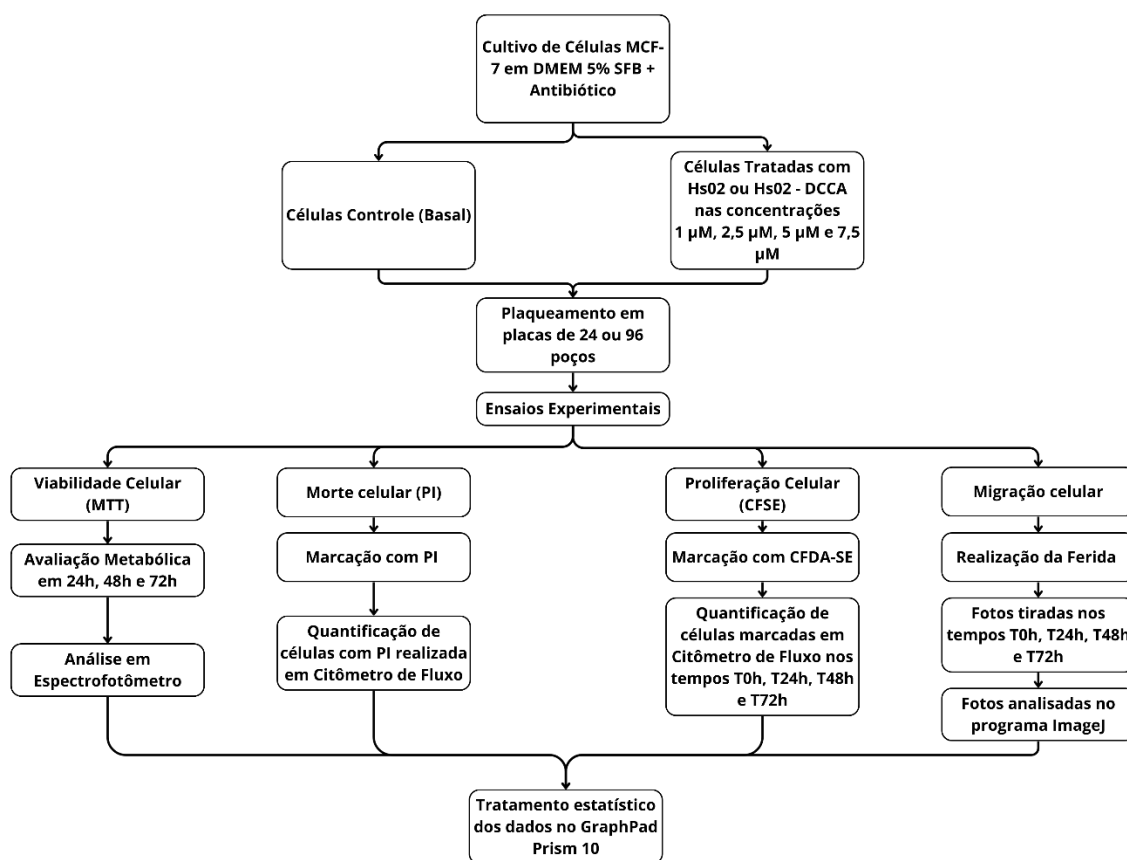 Cultivo de Células MCF-
7 em DMEM 5% SFB +
Antibiótico
Células Controle (Basal)
Células Tratadas com
Hs02 ou Hs02 - DCCA
nas concentrações
1 µM, 2,5 µM, 5 µM e 7,5
µM
Plaqueamento em
placas de 24 ou 96
poços
Ensaios Experimentais
Viabilidade Celular
(MTT)
Avaliação Metabólica
em 24h, 48h e 72h
Análise em
Espectrofotômetro
Morte celular (PI)
Marcação com PI
Quantificação de
células com PI realizada
em Citômetro de Fluxo
Proliferação Celular
(CFSE)
Marcação com CFDA-SE
Quantificação de
células marcadas em
Citômetro de Fluxo nos
tempos T0h, T24h, T48h
e T72h
Migração celular
Realização da Ferida
Fotos tiradas nos
tempos T0h, T24h, T48h
e T72h
Fotos analisadas no
programa ImageJ
Tratamento estatístico
dos dados no GraphPad
Prism 10